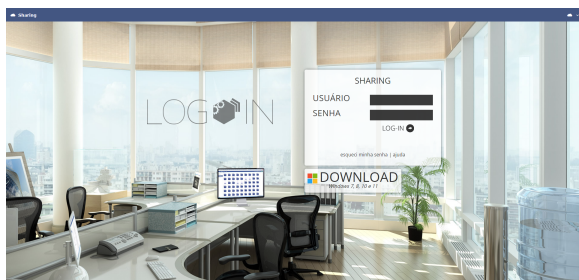 Sharing
LOG IN
SHARING
USUÁRIO
SENHA
LOG-IN
esqueci minha senha | ajuda
DOWNLOAD
Windows 7, 8, 10 e 11